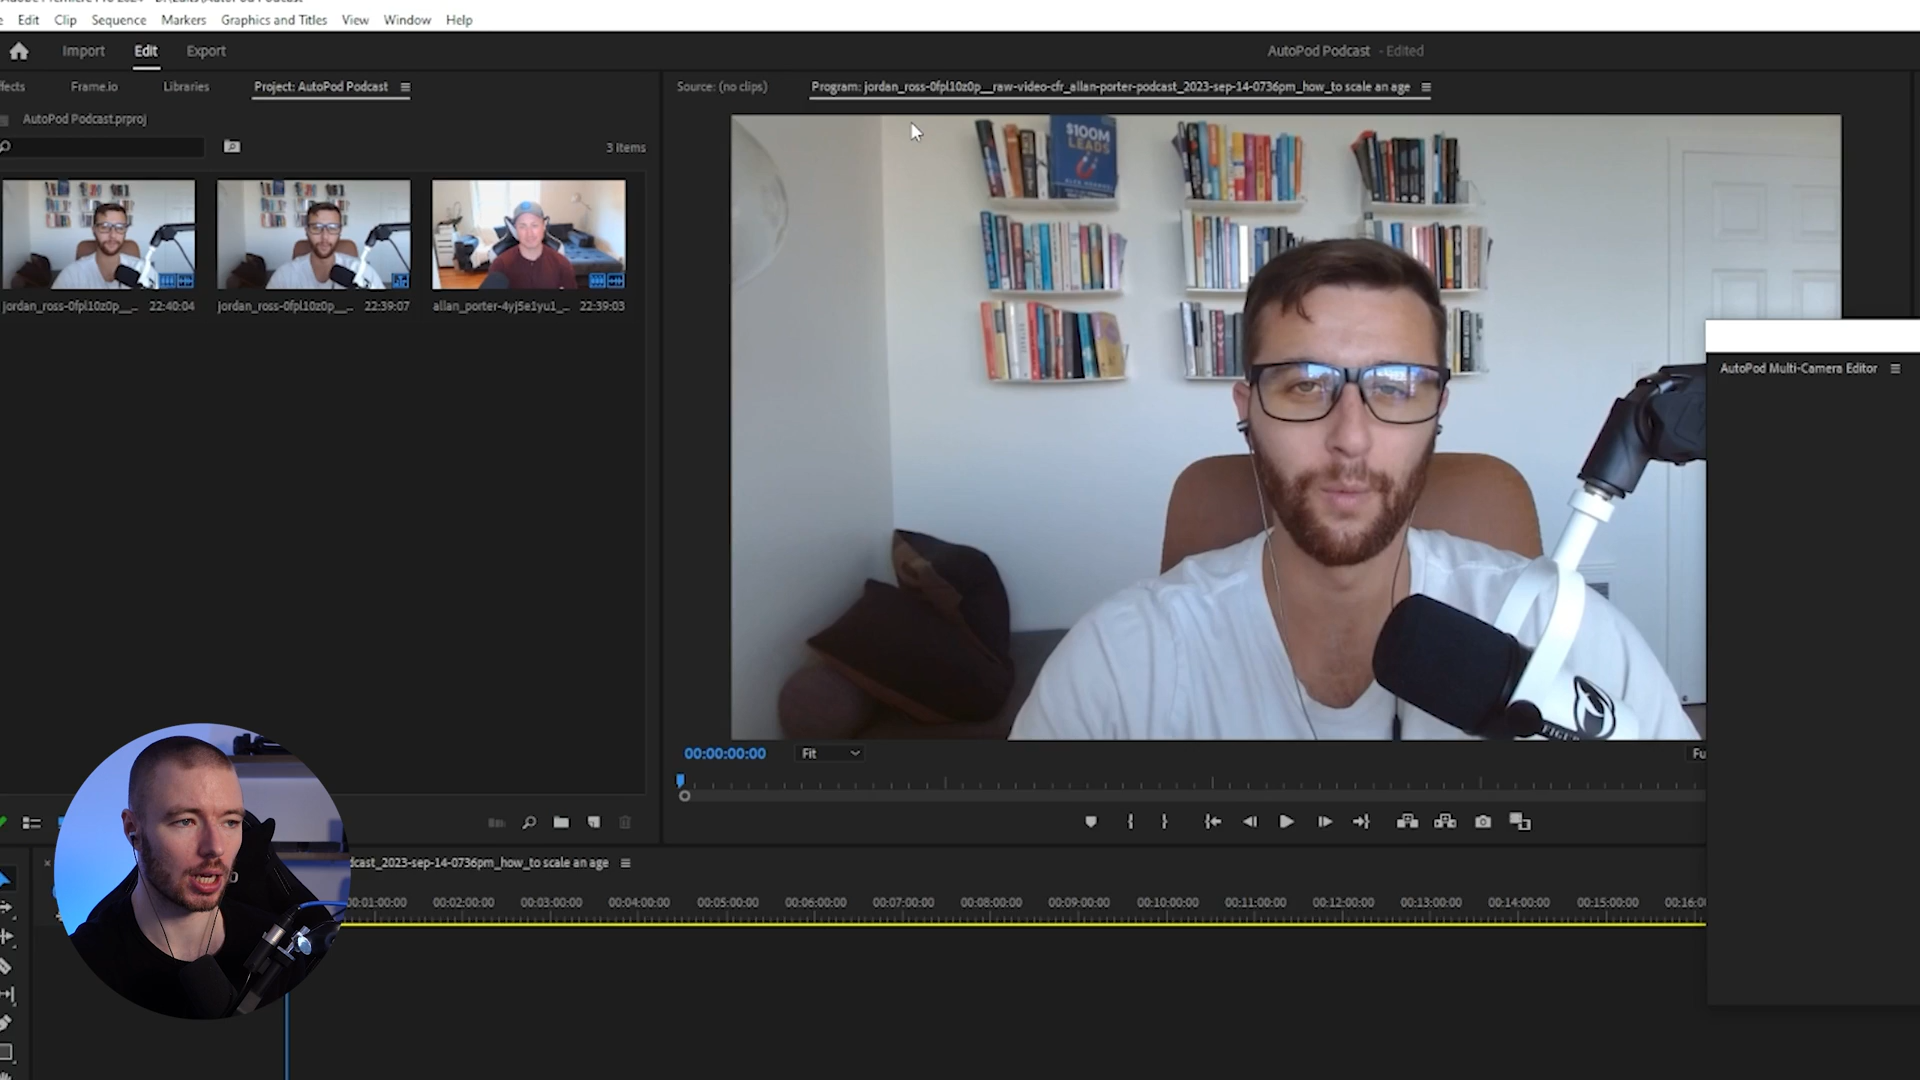 Edit Clip Sequence Markers Graphics and Titles View Window Help
Import Edit Export
AutoPod Podcast - Edited
Frame.io Libraries Project: AutoPod Podcast
Source: (no clips) Program: jordan_ross-0fpl10z0p__raw-video-cfr_allan-porter-podcast_2023-sep-14-0736pm_how_to scale an age
AutoPod Podcast.prproj
3 items
$100M
LEADS
jordan_ross-0fpl10z0p__... 22:40:04
jordan_ross-0fpl10z0p__... 22:39:07
allan_porter-4yj5e1yu1_... 22:39:03
AutoPod Multi-Camera Editor
00:00:00:00 Fit
dcast_2023-sep-14-0736pm_how_to scale an age
00:01:00:00 00:02:00:00 00:03:00:00 00:04:00:00 00:05:00:00 00:06:00:00 00:07:00:00 00:08:00:00 00:09:00:00 00:10:00:00 00:11:00:00 00:12:00:00 00:13:00:00 00:14:00:00 00:15:00:00 00:16:0